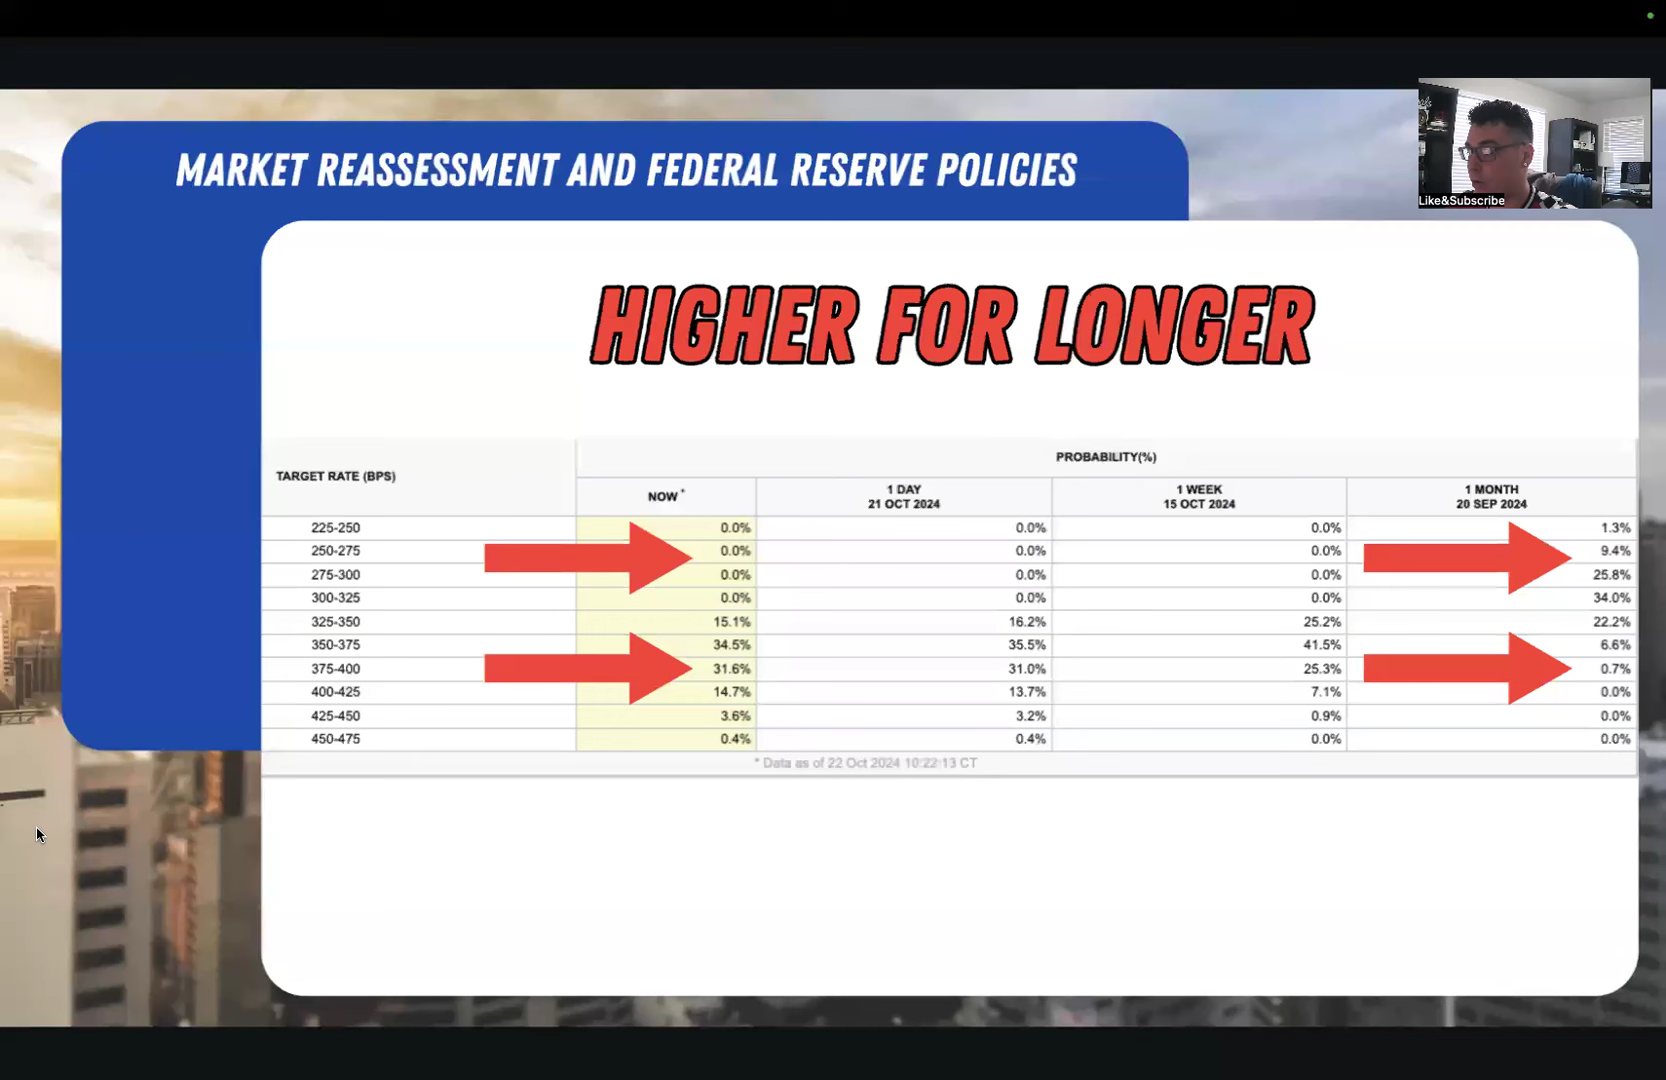 Like&Subscribe
MARKET REASSESSMENT AND FEDERAL RESERVE POLICIES
HIGHER FOR LONGER
TARGET RATE (BPS) PROBABILITY(%)
NOW * 1 DAY 21 OCT 2024 1 WEEK 15 OCT 2024 1 MONTH 20 SEP 2024
225-250 0.0% 0.0% 0.0% 1.3%
250-275 0.0% 0.0% 0.0% 9.4%
275-300 0.0% 0.0% 0.0% 25.8%
300-325 0.0% 0.0% 0.0% 34.0%
325-350 15.1% 16.2% 25.2% 22.2%
350-375 34.5% 35.5% 41.5% 6.6%
375-400 31.6% 31.0% 25.3% 0.7%
400-425 14.7% 13.7% 7.1% 0.0%
425-450 3.6% 3.2% 0.9% 0.0%
450-475 0.4% 0.4% 0.0% 0.0%
* Data as of 22 Oct 2024 10:22:13 CT